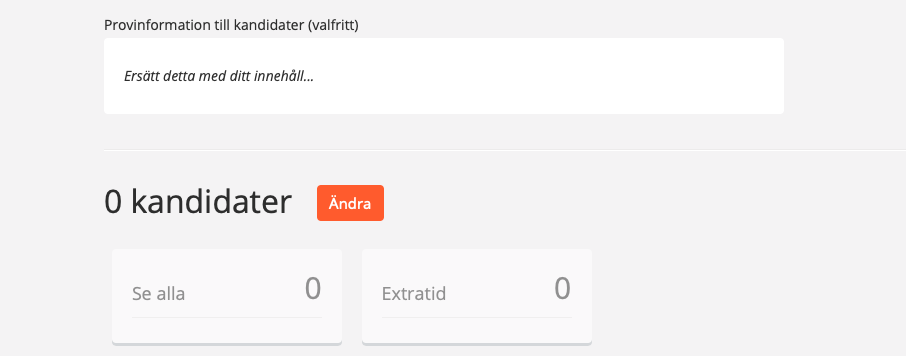 Provinformation till kandidater (valfritt)
Ersätt detta med ditt innehåll...
0 kandidater Ändra
Se alla 0 Extratid 0